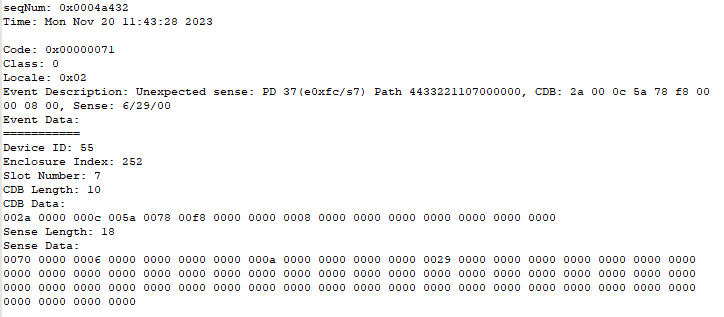 seqNum: 0x0004a432
Time: Mon Nov 20 11:43:28 2023
Code: 0x00000071
Class: 0
Locale: 0x02
Event Description: Unexpected sense: PD 37(e0xfc/s7) Path 4433221107000000, CDB: 2a 00 0c 5a 78 f8 00
00 08 00, Sense: 6/29/00
Event Data:
===========
Device ID: 55
Enclosure Index: 252
Slot Number: 7
CDB Length: 10
CDB Data:
002a 0000 000c 005a 0078 00f8 0000 0000 0008 0000 0000 0000 0000 0000 0000 0000
Sense Length: 18
Sense Data:
0070 0000 0006 0000 0000 0000 0000 000a 0000 0000 0000 0000 0029 0000 0000 0000 0000 0000 0000 0000
0000 0000 0000 0000 0000 0000 0000 0000 0000 0000 0000 0000 0000 0000 0000 0000 0000 0000 0000 0000
0000 0000 0000 0000 0000 0000 0000 0000 0000 0000 0000 0000 0000 0000 0000 0000 0000 0000 0000 0000
0000 0000 0000 0000